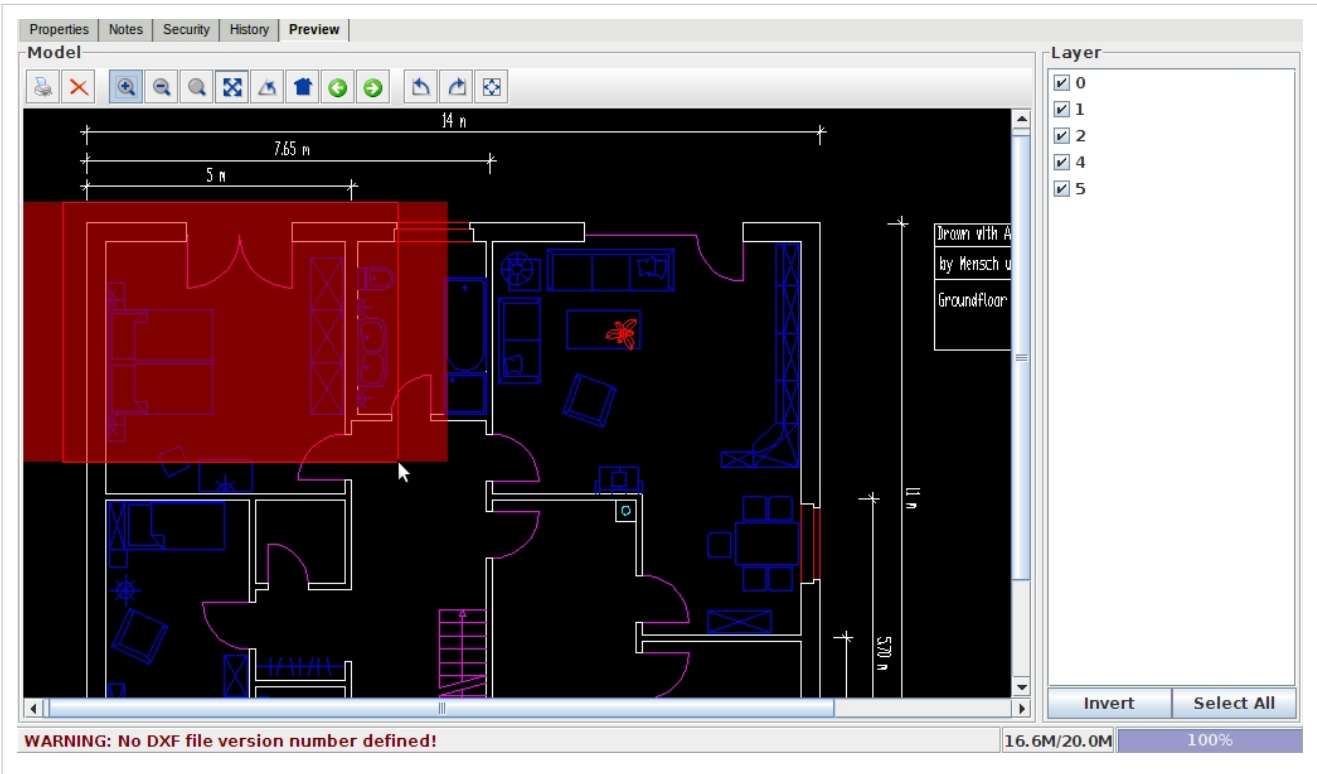 Properties Notes Security History Preview
Model
Layer
0
1
2
4
5
14 m
7.65 m
5 m
Drawn with A
by Mensch u
Groundfloor
11 m
5,70 m
Invert Select All
WARNING: No DXF file version number defined!
16.6M/20.0M 100%